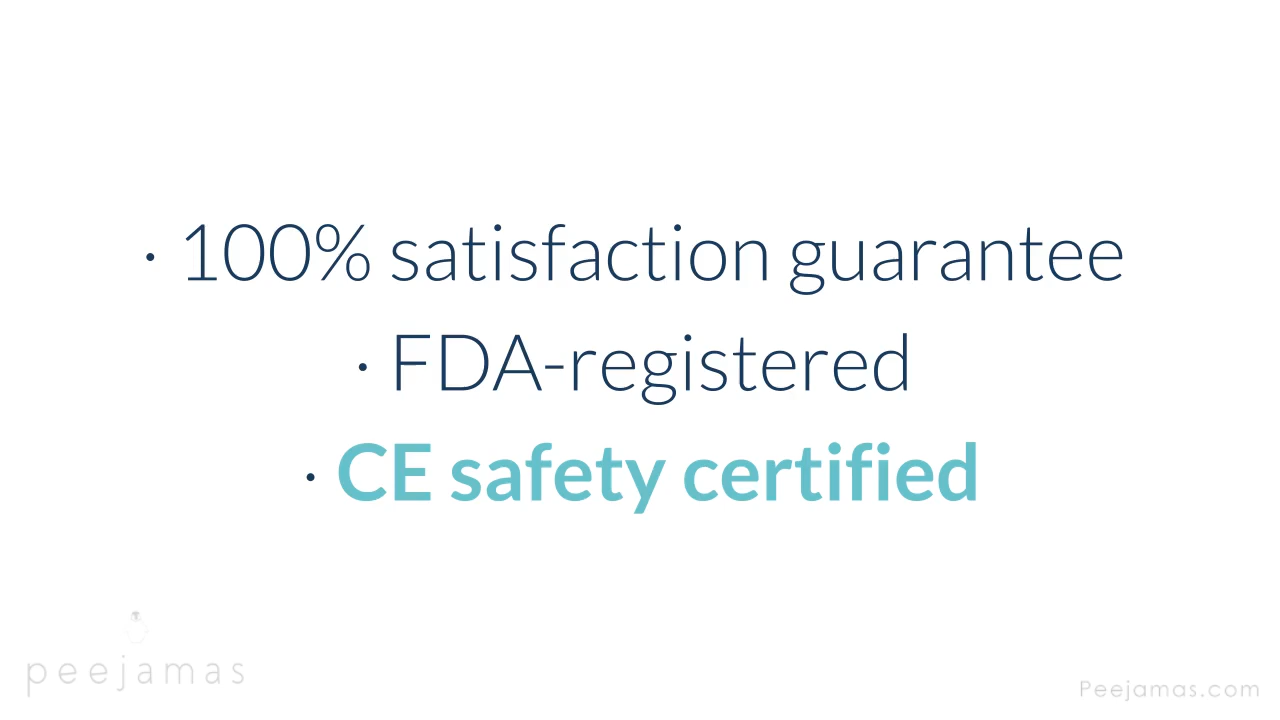 · 100% satisfaction guarantee
· FDA-registered
· CE safety certified
peejamas
Peejamas.com